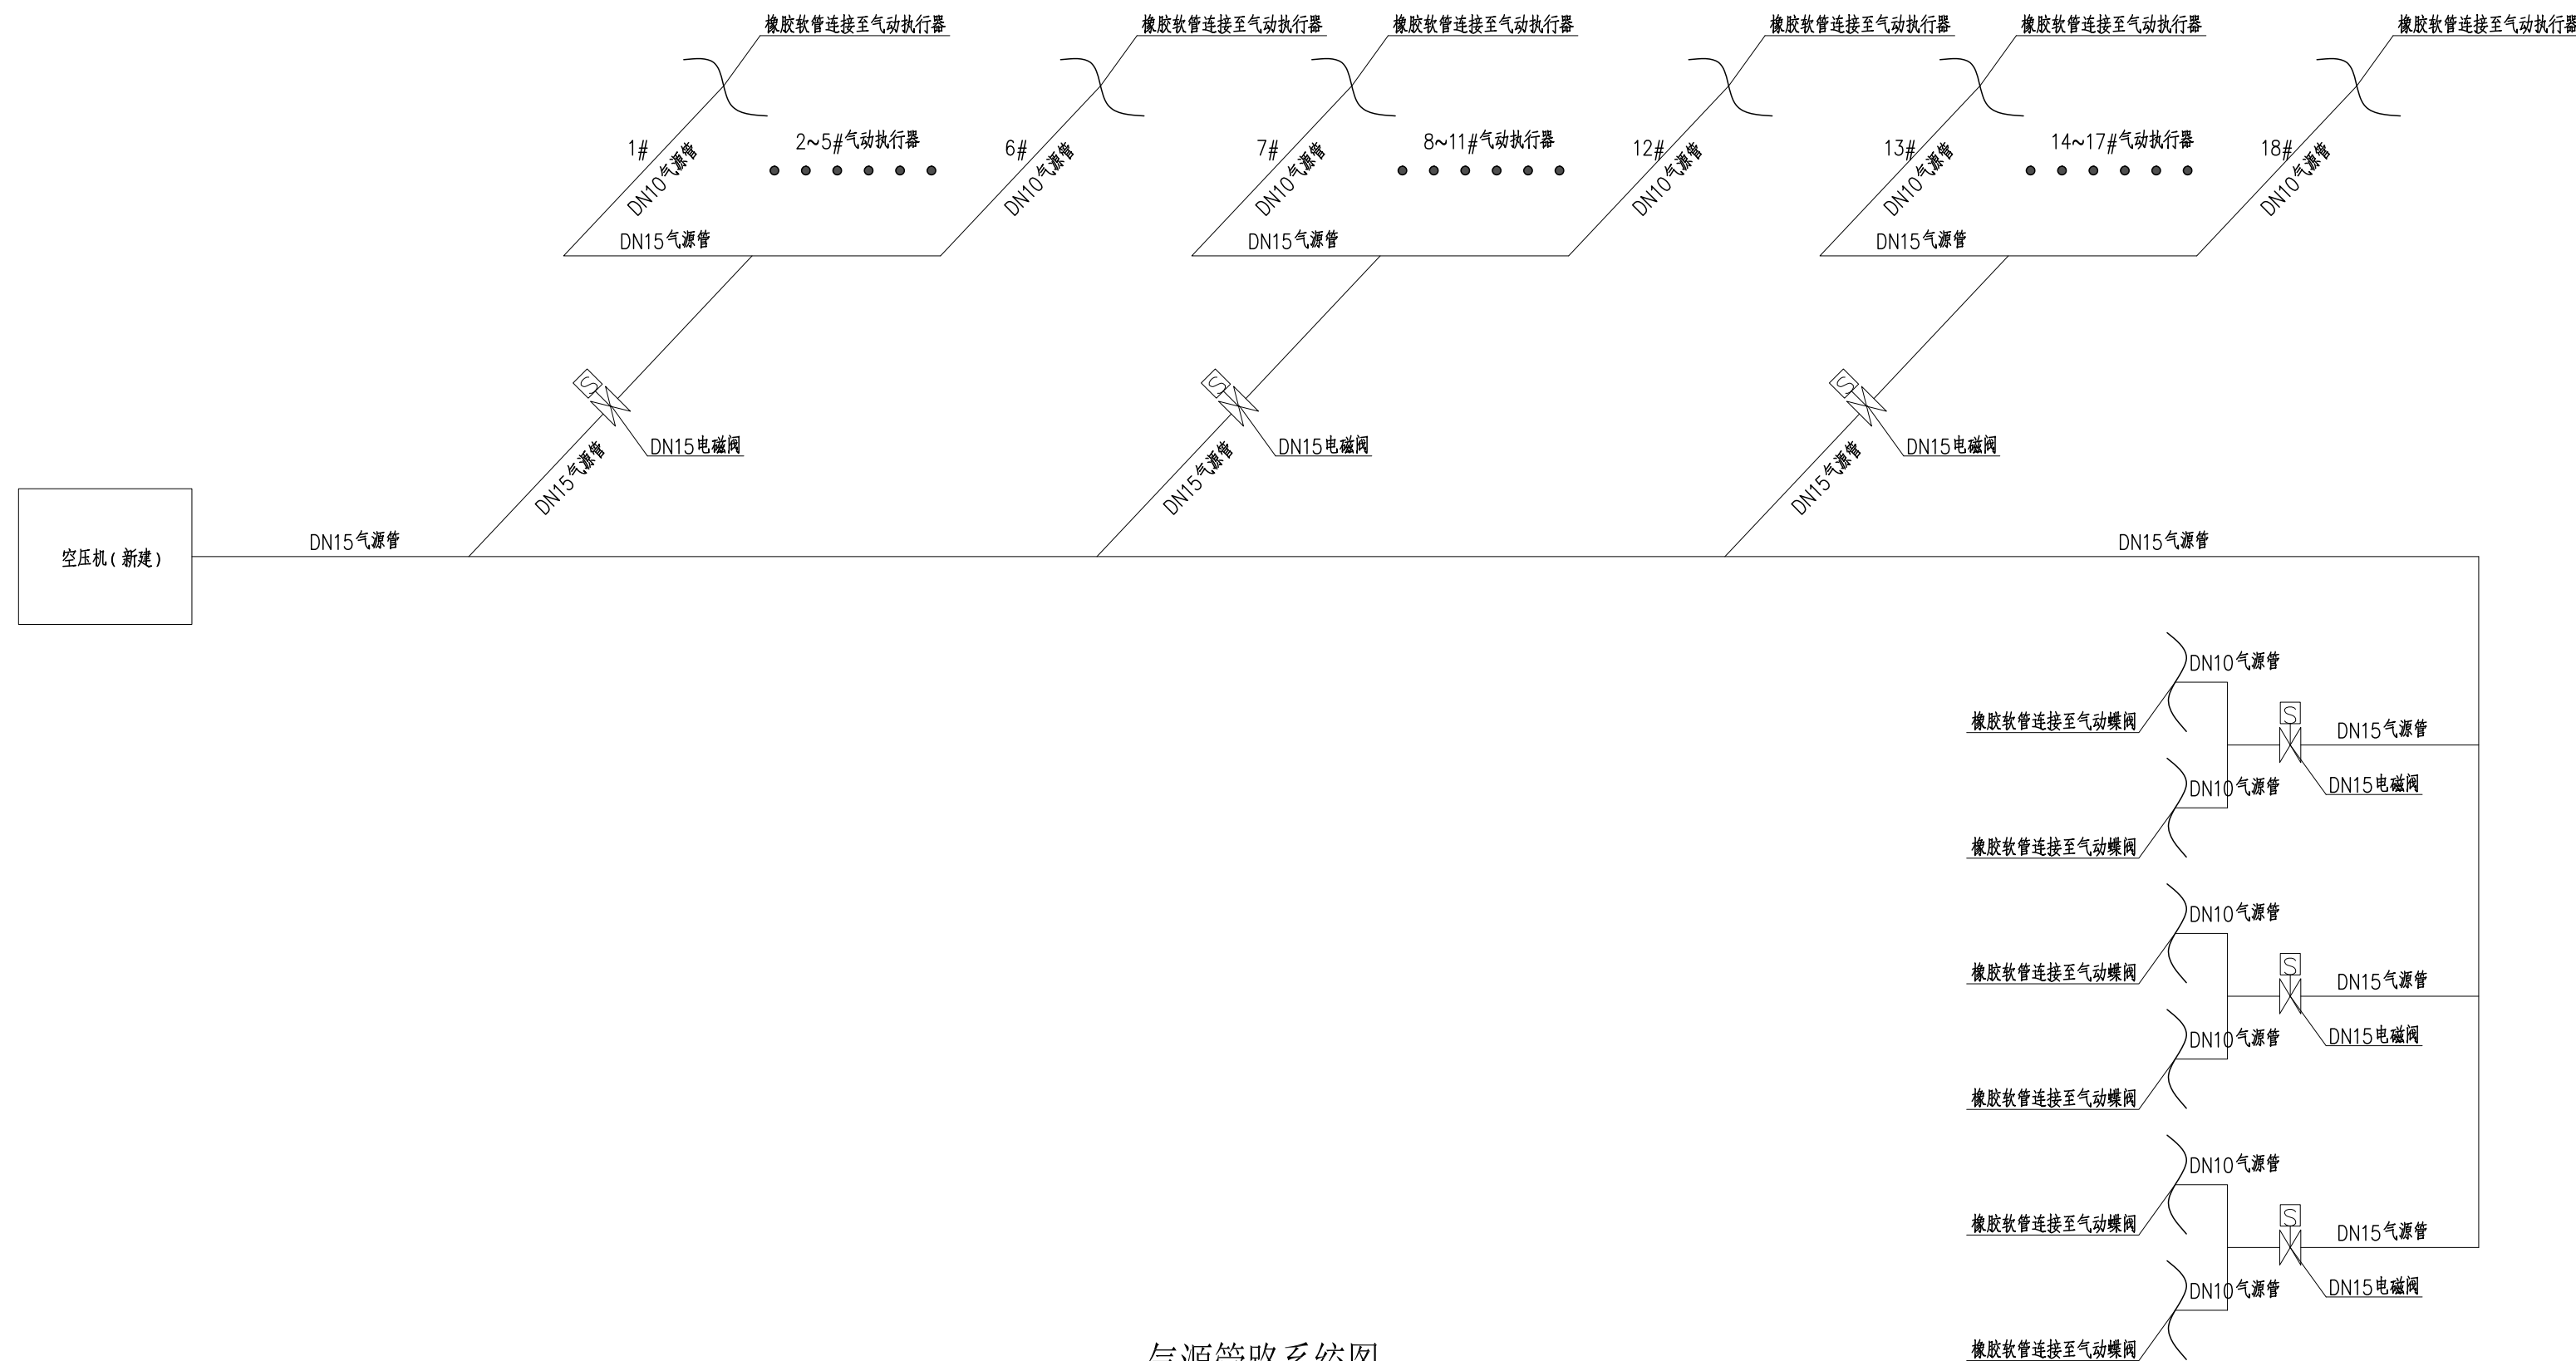 橡胶软管连接至气动执行器
橡胶软管连接至气动执行器
橡胶软管连接至气动执行器
橡胶软管连接至气动执行器
橡胶软管连接至气动执行器
橡胶软管连接至气动执行器
1#
DN10气源管
2~5#气动执行器
6#
DN10气源管
7#
DN10气源管
8~11#气动执行器
12#
DN10气源管
13#
DN10气源管
14~17#气动执行器
18#
DN10气源管
DN15气源管
DN15气源管
DN15气源管
S
S
S
DN15电磁阀
DN15电磁阀
DN15电磁阀
DN15气源管
DN15气源管
DN15气源管
空压机(新建)
DN15气源管
DN15气源管
DN10气源管
橡胶软管连接至气动蝶阀
S
DN15气源管
DN10气源管
DN15电磁阀
橡胶软管连接至气动蝶阀
DN10气源管
橡胶软管连接至气动蝶阀
S
DN15气源管
DN10气源管
DN15电磁阀
橡胶软管连接至气动蝶阀
DN10气源管
橡胶软管连接至气动蝶阀
S
DN15气源管
DN10气源管
DN15电磁阀
橡胶软管连接至气动蝶阀
气源管路系统图